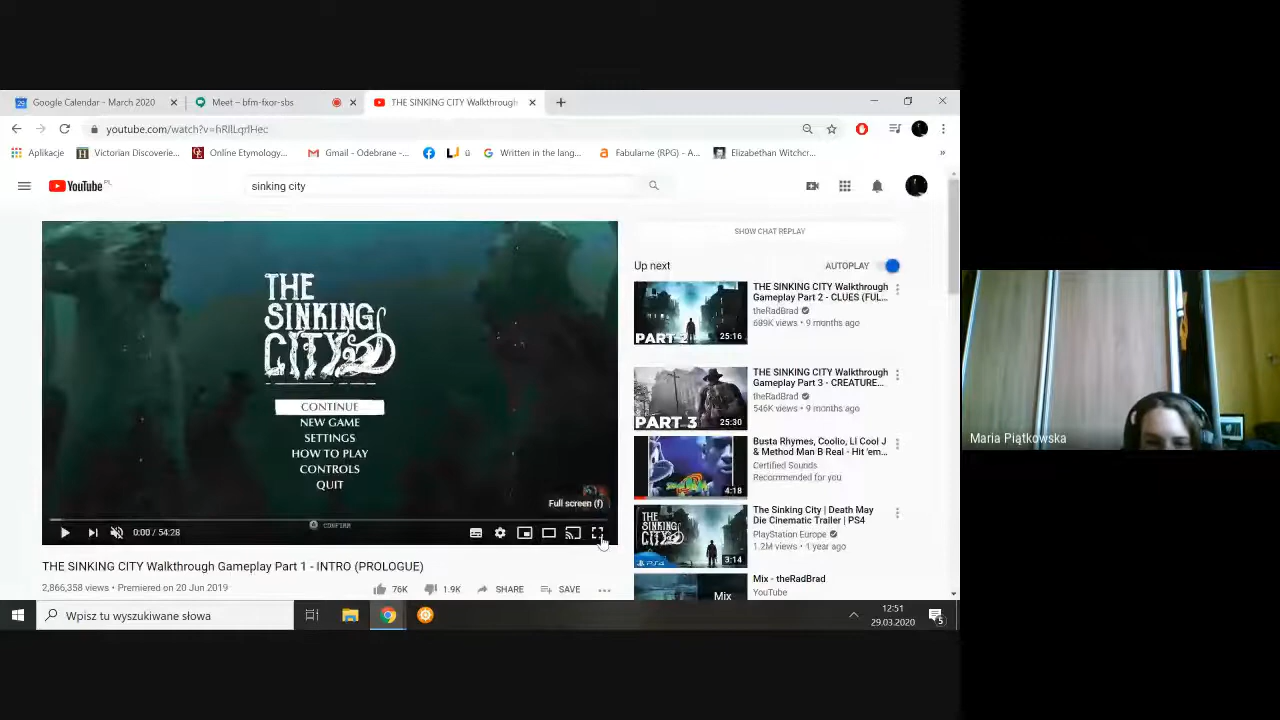 Google Calendar - March 2020
Meet – bfm-fxor-sbs
THE SINKING CITY Walkthrough
youtube.com/watch?v=
Aplikacje
Victorian Discoverie...
Online Etymology...
Gmail - Odebrane -...
ü
Written in the lang...
Fabularne (RPG) - A...
Elizabethan Witchcr...
»
YouTube PL
sinking city
THE
SINKING
CITY
CONTINUE
NEW GAME
SETTINGS
HOW TO PLAY
CONTROLS
QUIT
Full screen (f)
CONFIRM
0:00 / 54:28
THE SINKING CITY Walkthrough Gameplay Part 1 - INTRO (PROLOGUE)
2,866,358 views • Premiered on 20 Jun 2019
76K
1.9K
SHARE
SAVE
SHOW CHAT REPLAY
Up next
AUTOPLAY
PART 2
25:16
THE SINKING CITY Walkthrough
Gameplay Part 2 - CLUES (FUL...
theRadBrad
689K views • 9 months ago
PART 3
25:30
THE SINKING CITY Walkthrough
Gameplay Part 3 - CREATURE...
theRadBrad
546K views • 9 months ago
4:18
Busta Rhymes, Coolio, Ll Cool J
& Method Man B Real - Hit 'em...
Certified Sounds
Recommended for you
THE
SINKING
CITY
3:14
The Sinking City | Death May
Die Cinematic Trailer | PS4
PlayStation Europe
1.2M views • 1 year ago
Mix
Mix - theRadBrad
YouTube
Wpisz tu wyszukiwane słowa
12:51
29.03.2020
5
Maria Piątkowska